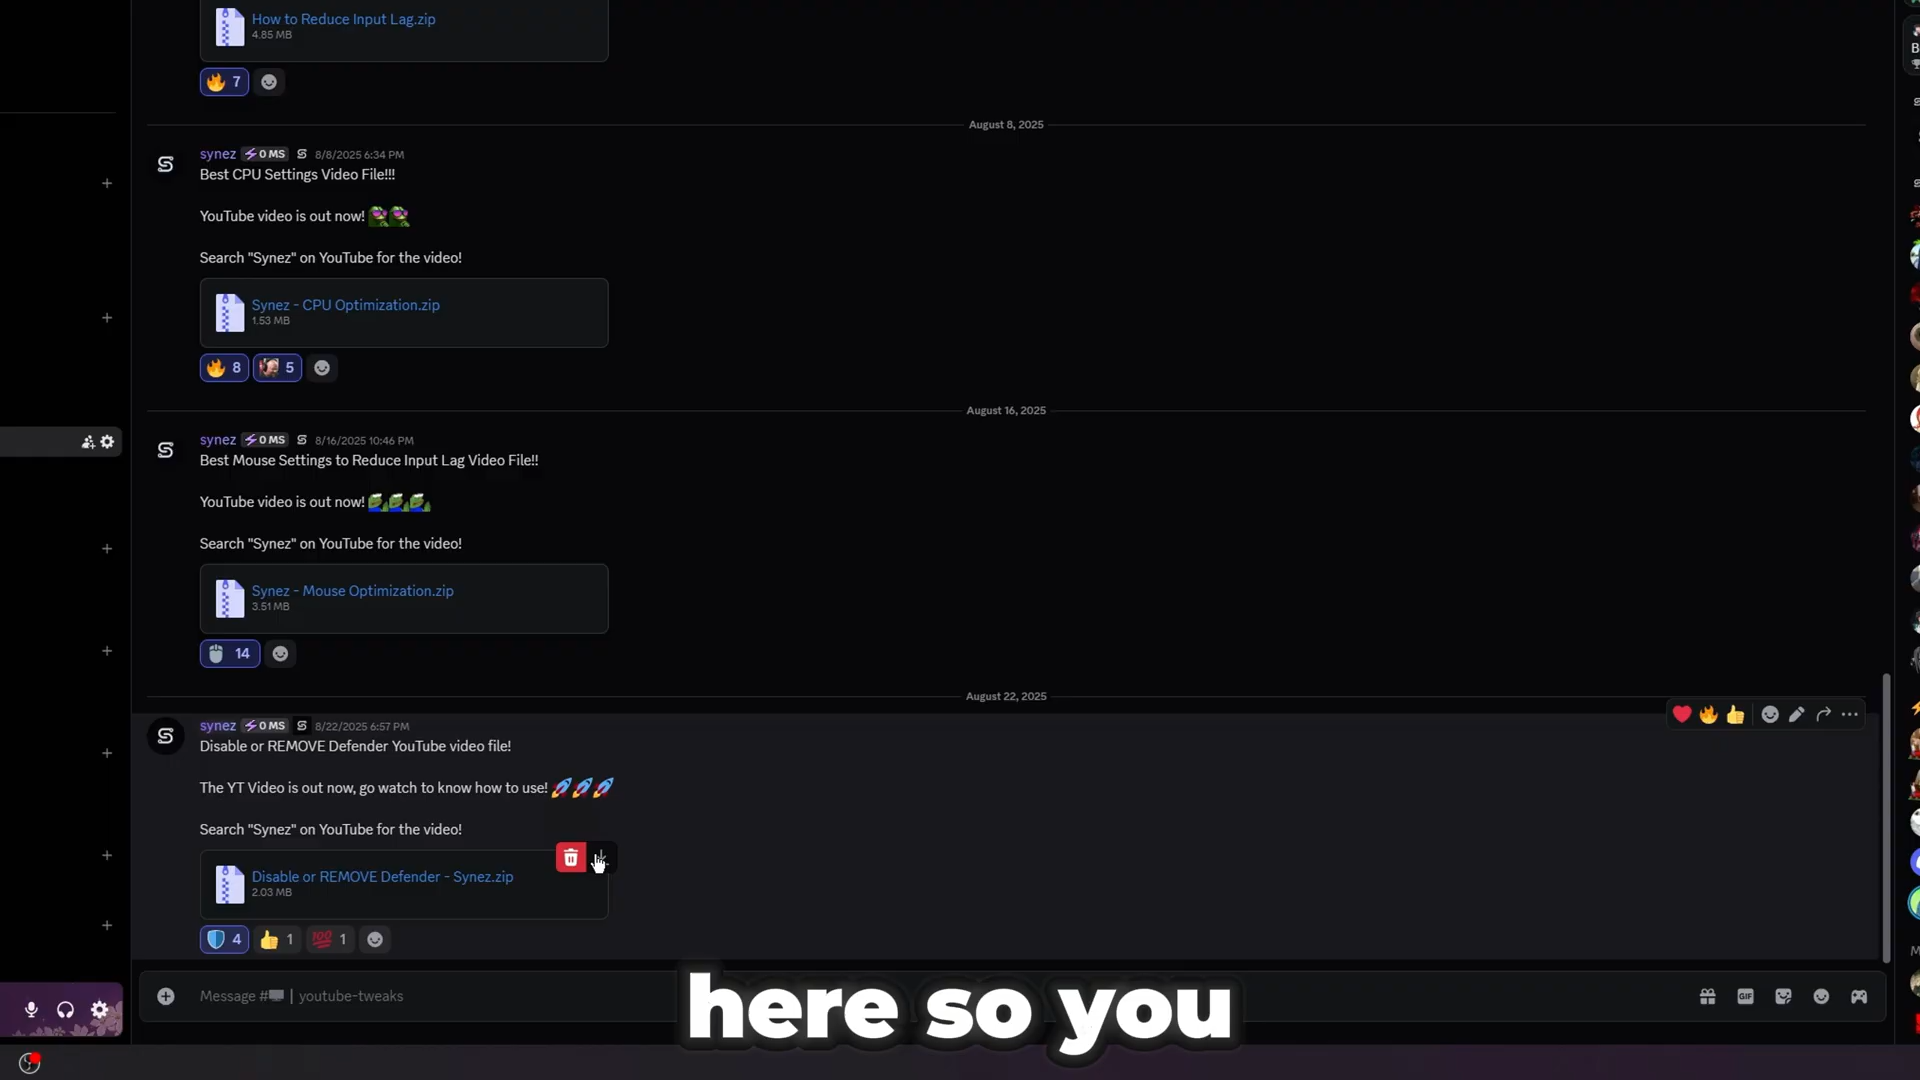 How to Reduce Input Lag.zip
4.85 MB
7
August 8, 2025
synez 0 MS 8/8/2025 6:34 PM
Best CPU Settings Video File!!!
YouTube video is out now!
Search "Synez" on YouTube for the video!
Synez - CPU Optimization.zip
1.53 MB
8 5
August 16, 2025
synez 0 MS 8/16/2025 10:46 PM
Best Mouse Settings to Reduce Input Lag Video File!!
YouTube video is out now!
Search "Synez" on YouTube for the video!
Synez - Mouse Optimization.zip
3.51 MB
14
August 22, 2025
synez 0 MS 8/22/2025 6:57 PM
Disable or REMOVE Defender YouTube video file!
The YT Video is out now, go watch to know how to use!
Search "Synez" on YouTube for the video!
Disable or REMOVE Defender - Synez.zip
2.03 MB
4 1 100 1
Message # | youtube-tweaks
GIF
here so you